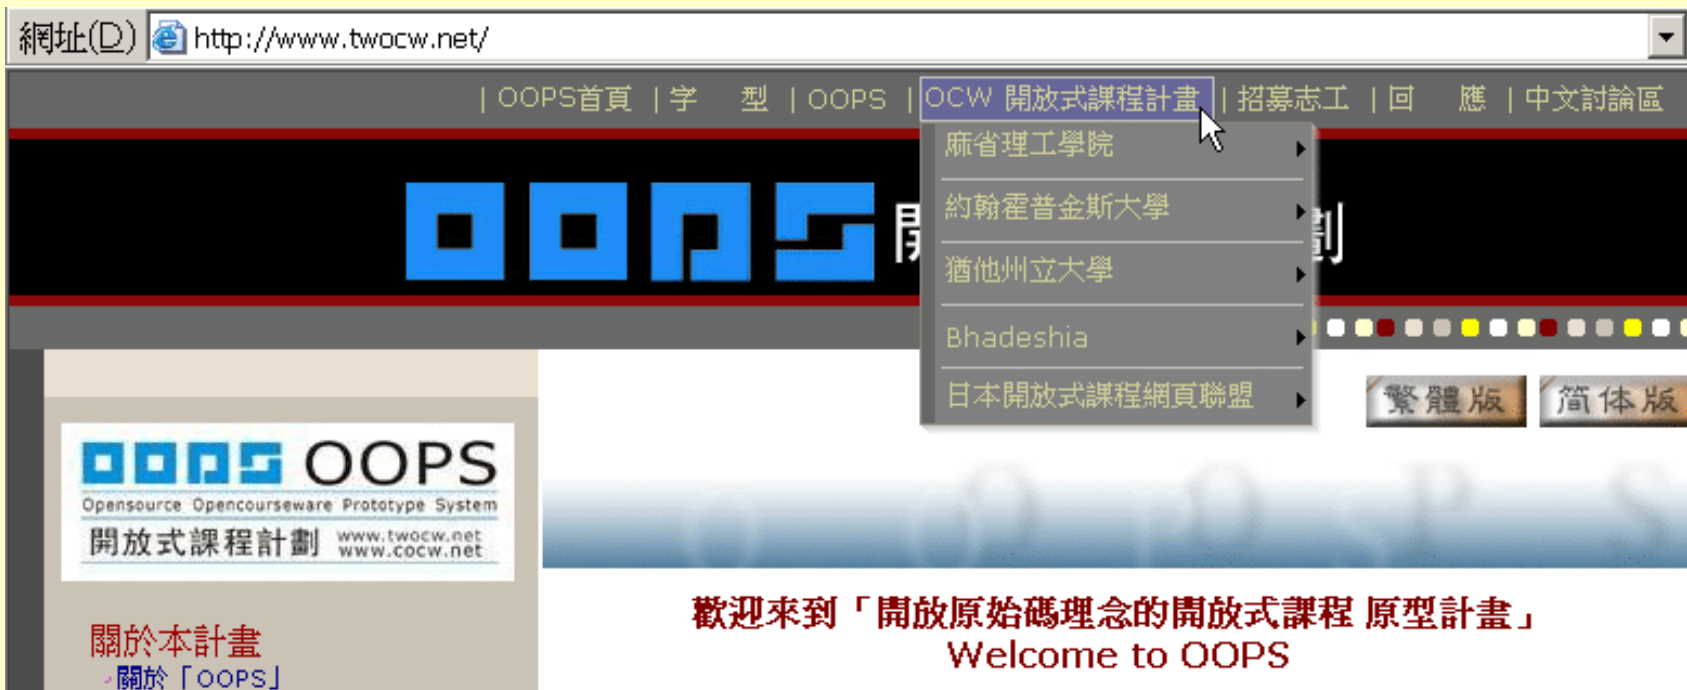 網址(D) http://www.twocw.net/
|OOPS首頁 |字 型 |OOPS |OCW 開放式課程計畫 |招募志工 |回 應 |中文討論區
麻省理工學院
約翰霍普金斯大學
猶他州立大學
Bhadeshia
日本開放式課程網頁聯盟
OOPS 開 劃
繁體版 简体版
OOPS OOPS
Opensource Opencourseware Prototype System
開放式課程計劃 www.twocw.net
www.cocw.net
O O P S
歡迎來到「開放原始碼理念的開放式課程 原型計畫」
Welcome to OOPS
關於本計畫
關於「OOPS」